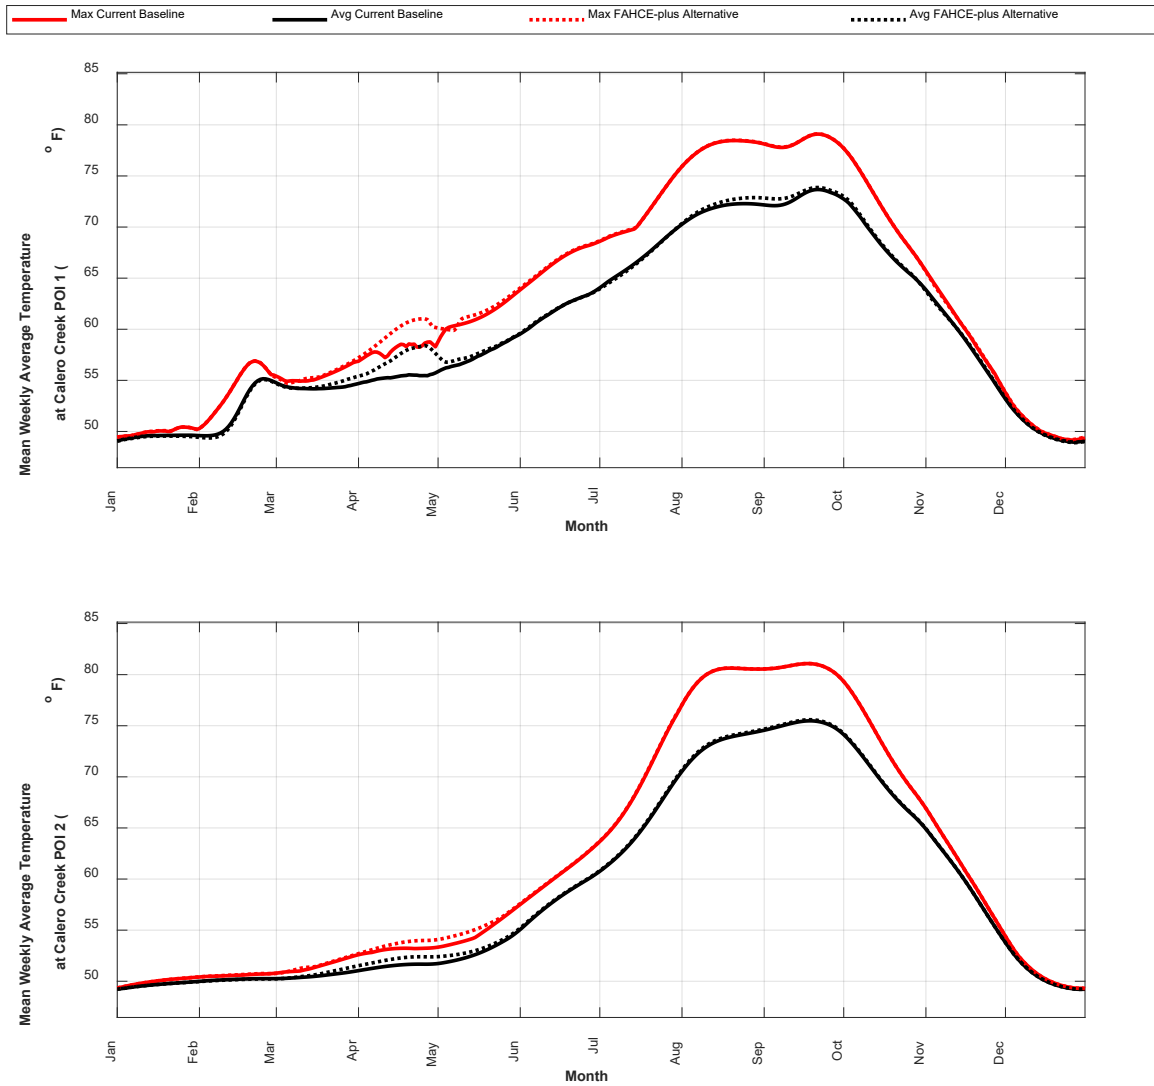 Max Current Baseline Avg Current Baseline Max FAHCE-plus Alternative Avg FAHCE-plus Alternative
85
80
75
70
65
60
55
50
Mean Weekly Average Temperature
at Calero Creek POI 1 (
o F)
Jan Feb Mar Apr May Jun Jul Aug Sep Oct Nov Dec
Month
85
80
75
70
65
60
55
50
Mean Weekly Average Temperature
at Calero Creek POI 2 (
o F)
Jan Feb Mar Apr May Jun Jul Aug Sep Oct Nov Dec
Month